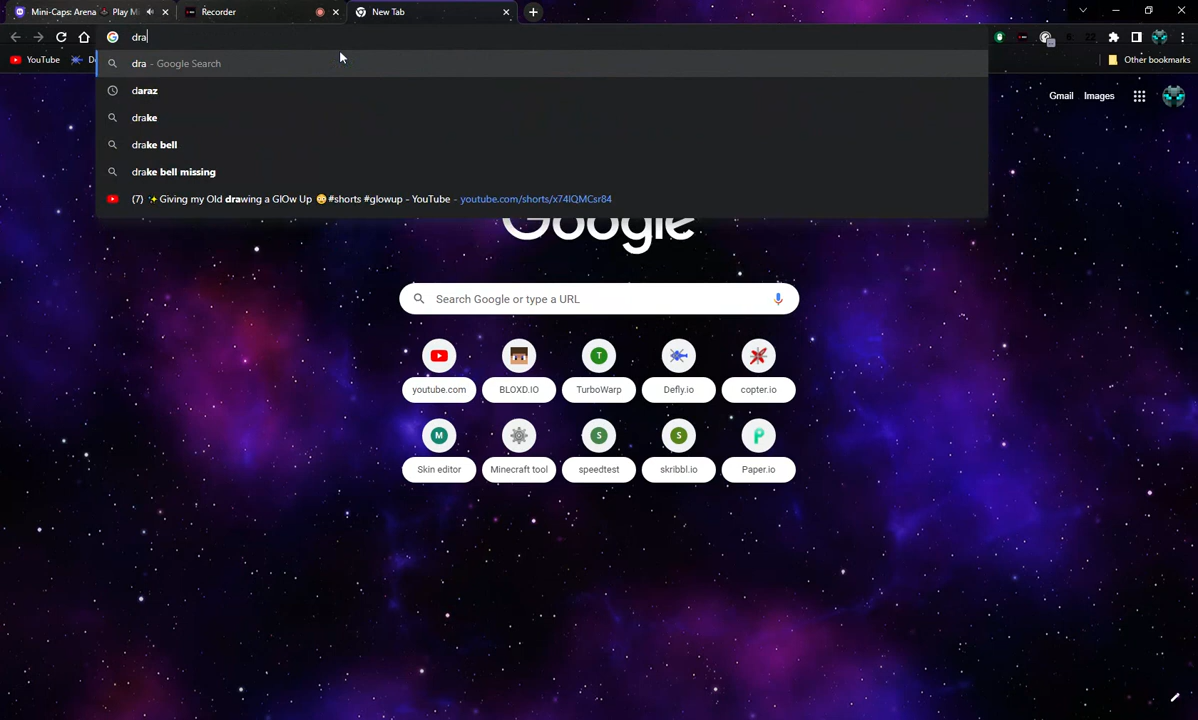 Mini-Caps: Arena Play Mi
Recorder
New Tab
dra
YouTube D
Other bookmarks
dra - Google Search
daraz
drake
drake bell
drake bell missing
(7) ✨Giving my Old drawing a GlOw Up 😳#shorts #glowup - YouTube - youtube.com/shorts/x74IQMCsr84
Gmail Images
Google
Search Google or type a URL
youtube.com BLOXD.IO TurboWarp Defly.io copter.io
Skin editor Minecraft tool speedtest skribbl.io Paper.io
T
M S S